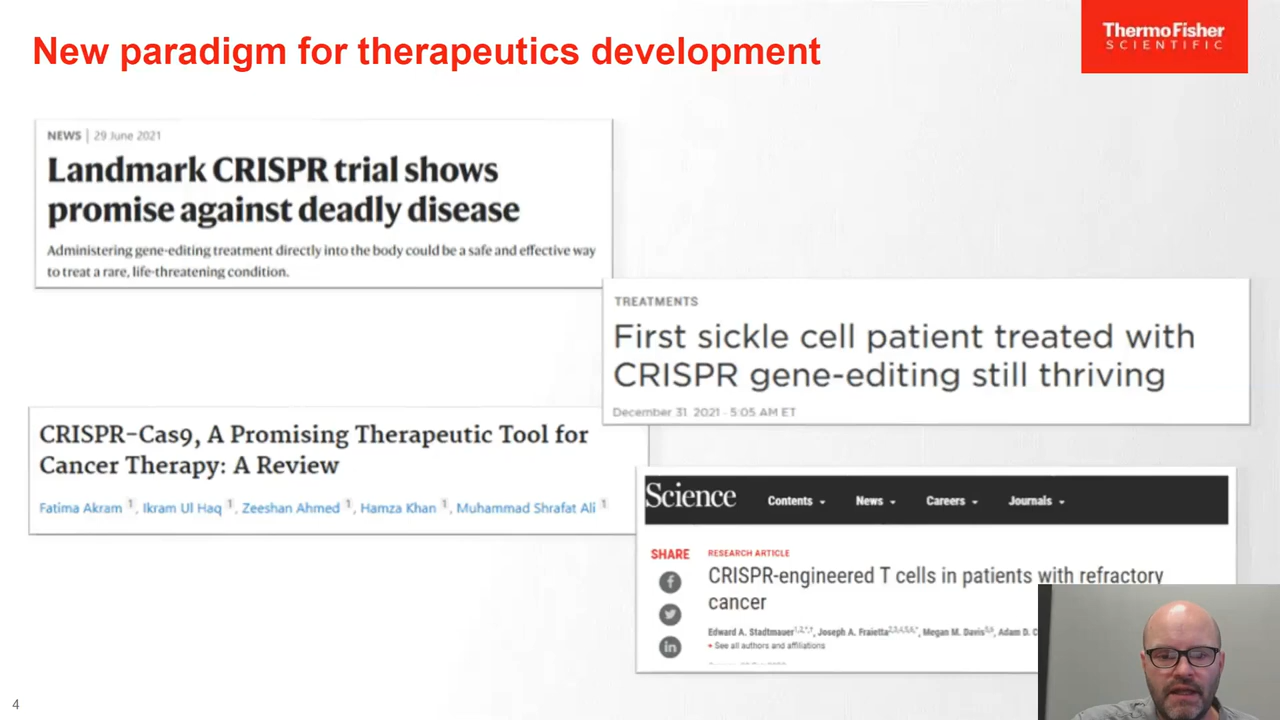 New paradigm for therapeutics development
ThermoFisher
SCIENTIFIC
NEWS | 29 June 2021
Landmark CRISPR trial shows
promise against deadly disease
Administering gene-editing treatment directly into the body could be a safe and effective way
to treat a rare, life-threatening condition.
TREATMENTS
First sickle cell patient treated with
CRISPR gene-editing still thriving
December 31, 2021 · 5:05 AM ET
CRISPR-Cas9, A Promising Therapeutic Tool for
Cancer Therapy: A Review
Fatima Akram 1, Ikram Ul Haq 1, Zeeshan Ahmed 1, Hamza Khan 1, Muhammad Shrafat Ali 1
Science Contents News Careers Journals
SHARE
RESEARCH ARTICLE
CRISPR-engineered T cells in patients with refractory
cancer
Edward A. Stadtmauer, Joseph A. Fraietta, Megan M. Davis, Adam D.
+ See all authors and affiliations
4